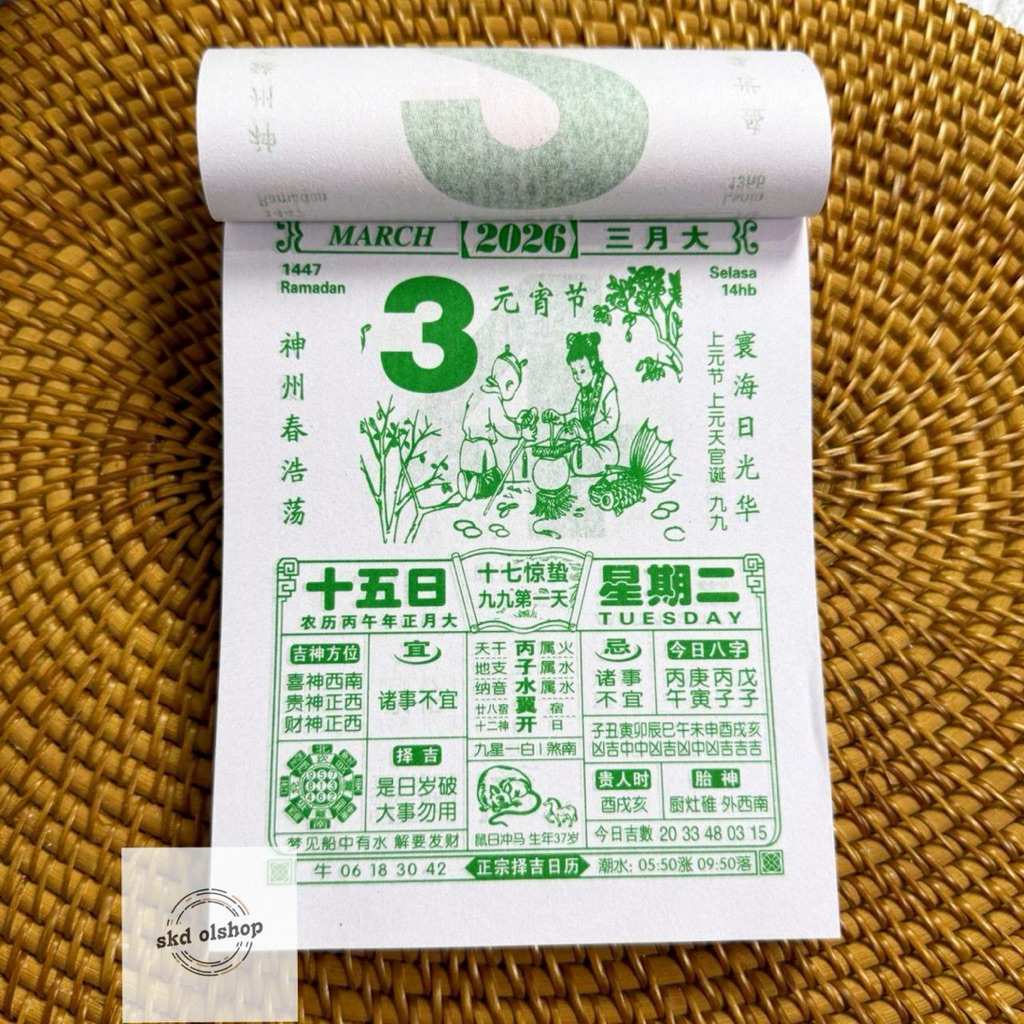 MARCH 【2026】 三月大
1447
Ramadan
3
元宵节
Selasa
14hb
神州春浩荡
上元节 上元天官诞 九九
寰海日光华
十五日
农历丙午年正月大
十七惊蛰
九九第一天
星期二
TUESDAY
吉神方位
喜神西南
贵神正西
财神正西
宜
诸事不宜
择吉
是日岁破
大事勿用
梦见船中有水 解要发财
天干 丙 属火
地支 子 属水
纳音 水 属水
廿八宿 翼 宿
十二神 开 日
九星一白 煞南
鼠日冲马 生年37岁
忌
诸事
不宜
今日八字
丙庚丙戊
午寅子子
子丑寅卯辰巳午未申酉戌亥
凶吉中中凶吉凶中凶吉吉吉
贵人时
酉戌亥
胎神
厨灶碓 外西南
今日吉數 20 33 48 03 15
牛 06 18 30 42
正宗择吉日历
潮水: 05:50涨 09:50落
skd olshop